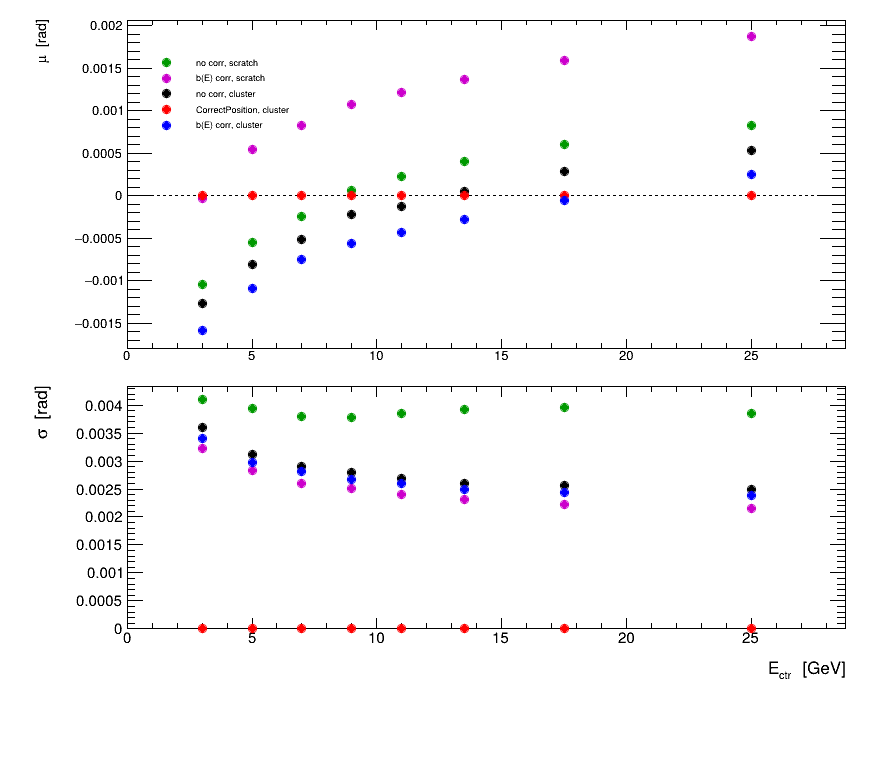 μ [rad]
0.002
0.0015
0.001
0.0005
0
−0.0005
−0.001
−0.0015
no corr, scratch
b(E) corr, scratch
no corr, cluster
CorrectPosition, cluster
b(E) corr, cluster
0 5 10 15 20 25
σ [rad]
0.004
0.0035
0.003
0.0025
0.002
0.0015
0.001
0.0005
0
0 5 10 15 20 25
E_ctr [GeV]